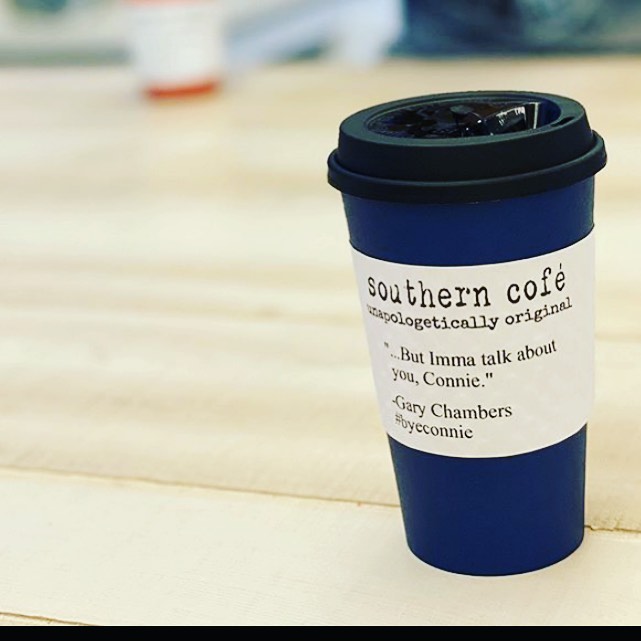 southern cofé
unapologetically original
"...But Imma talk about
you, Connie."
-Gary Chambers
#byeconnie